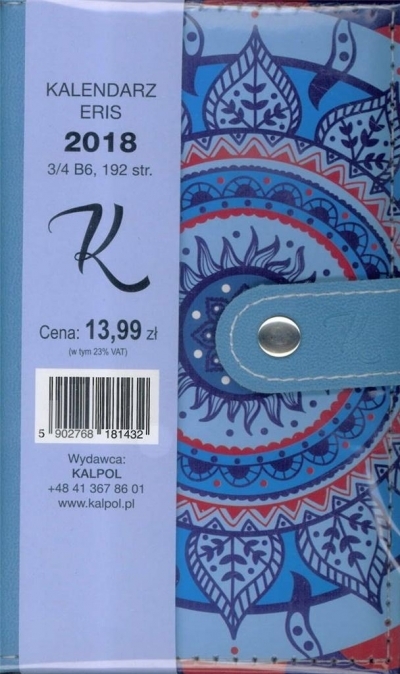 KALENDARZ
ERIS
2018
3/4 B6, 192 str.
K
Cena: 13,99 zł
(w tym 23% VAT)
5 902768 181432
Wydawca:
KALPOL
+48 41 367 86 01
www.kalpol.pl